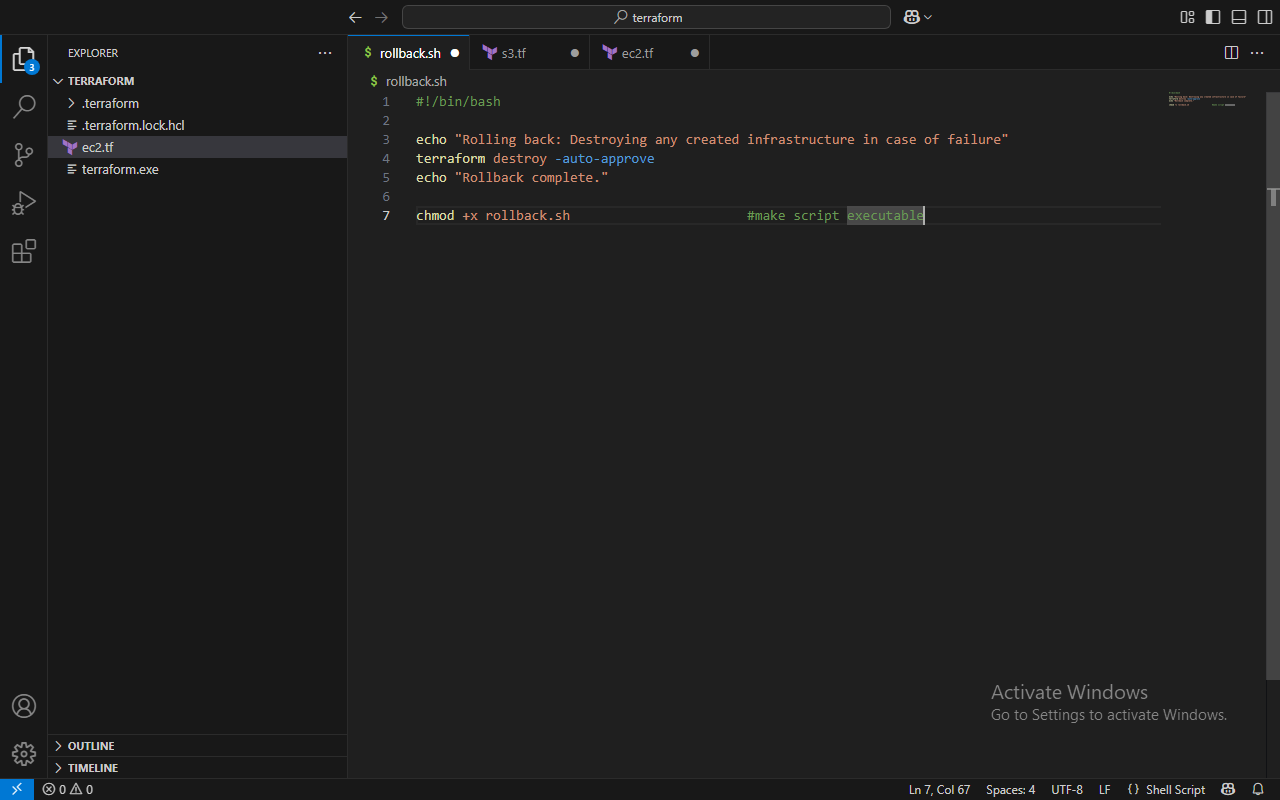 terraform
EXPLORER
3
TERRAFORM
.terraform
.terraform.lock.hcl
ec2.tf
terraform.exe
OUTLINE
TIMELINE
$ rollback.sh
s3.tf
ec2.tf
$ rollback.sh
1 #!/bin/bash
2
3 echo "Rolling back: Destroying any created infrastructure in case of failure"
4 terraform destroy -auto-approve
5 echo "Rollback complete."
6
7 chmod +x rollback.sh #make script executable
Activate Windows
Go to Settings to activate Windows.
0 0
Ln 7, Col 67 Spaces: 4 UTF-8 LF {} Shell Script